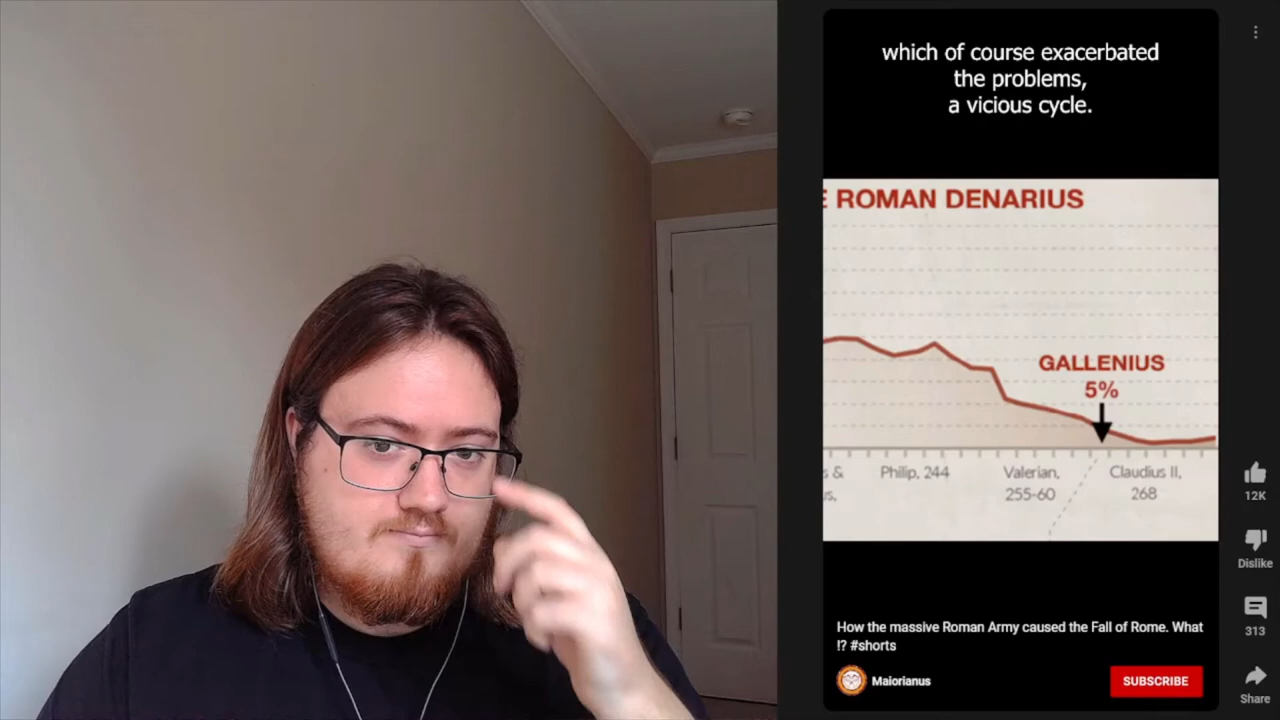 which of course exacerbated
the problems,
a vicious cycle.
E ROMAN DENARIUS
GALLENIUS
5%
s &
s,
Philip, 244
Valerian,
255-60
Claudius II,
268
12K
Dislike
313
Share
How the massive Roman Army caused the Fall of Rome. What
!? #shorts
Maiorianus
SUBSCRIBE